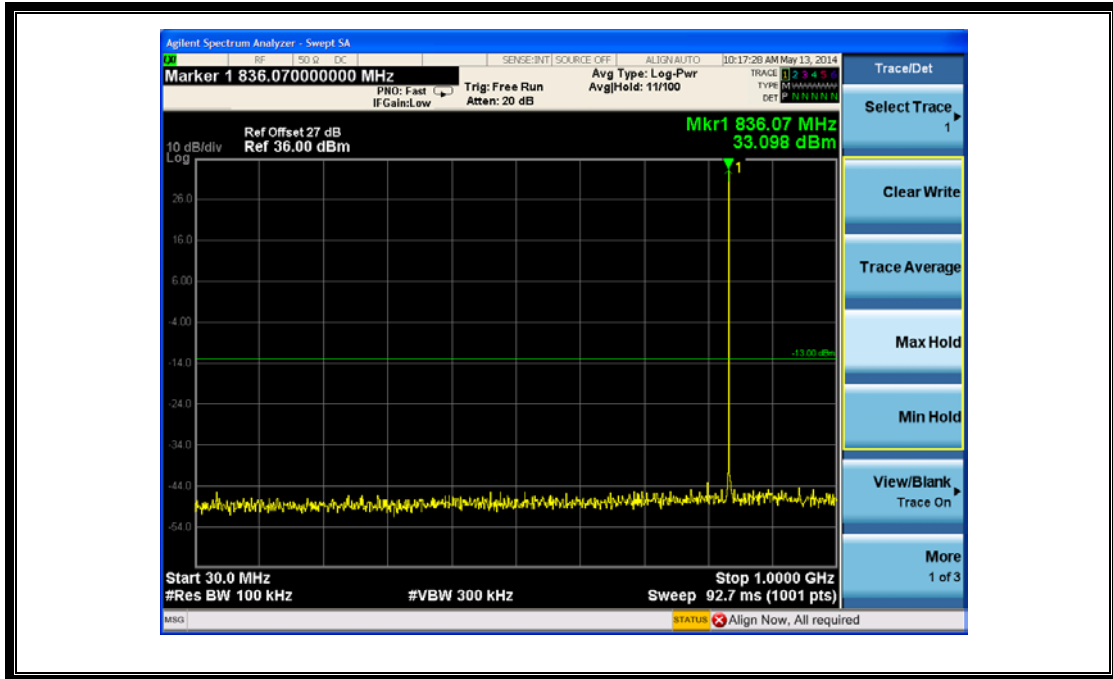 Agilent Spectrum Analyzer - Swept SA
RF 50 Ω DC SENSE:INT SOURCE OFF ALIGN AUTO 10:17:28 AM May 13, 2014
Marker 1 836.070000000 MHz
PNO: Fast
IFGain:Low
Trig: Free Run
Atten: 20 dB
Avg Type: Log-Pwr
Avg|Hold: 11/100
TRACE 1 2 3 4 5 6
TYPE M
DET P N N N N N
Trace/Det
Select Trace
1
Clear Write
Trace Average
Max Hold
Min Hold
View/Blank
Trace On
More
1 of 3
Mkr1 836.07 MHz
33.098 dBm
Ref Offset 27 dB
10 dB/div Ref 36.00 dBm
Log
1
26.0
16.0
6.00
-4.00
-13.00 dBm
-14.0
-24.0
-34.0
-44.0
-54.0
Start 30.0 MHz Stop 1.0000 GHz
#Res BW 100 kHz #VBW 300 kHz Sweep 92.7 ms (1001 pts)
MSG STATUS Align Now, All required